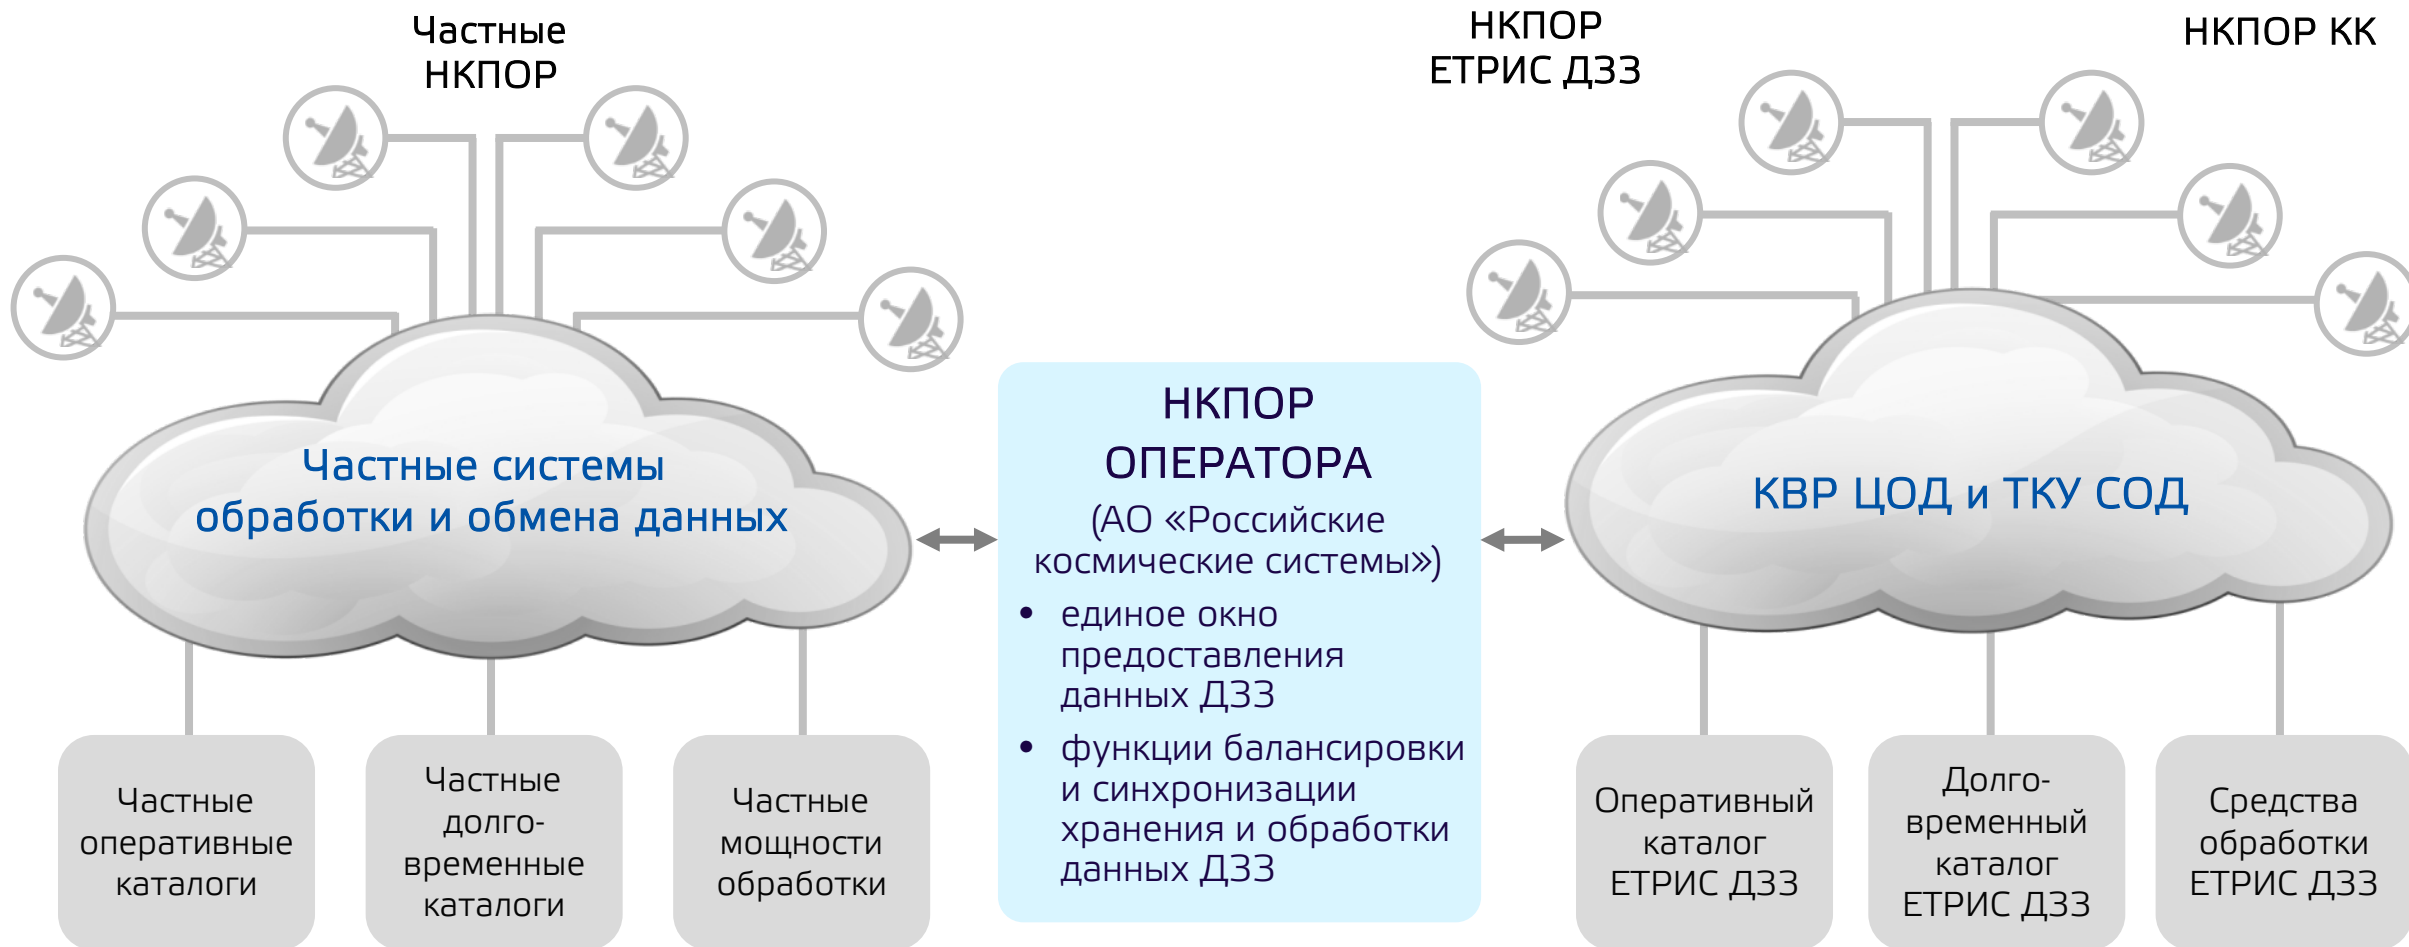 Частные
НКПОР
НКПОР
ЕТРИС ДЗЗ
НКПОР КК
Частные системы
обработки и обмена данных
НКПОР
ОПЕРАТОРА
(АО «Российские
космические системы»)
• единое окно
предоставления
данных ДЗЗ
• функции балансировки
и синхронизации
хранения и обработки
данных ДЗЗ
КВР ЦОД и ТКУ СОД
Частные
оперативные
каталоги
Частные
долго-
временные
каталоги
Частные
мощности
обработки
Оперативный
каталог
ЕТРИС ДЗЗ
Долго-
временный
каталог
ЕТРИС ДЗЗ
Средства
обработки
ЕТРИС ДЗЗ